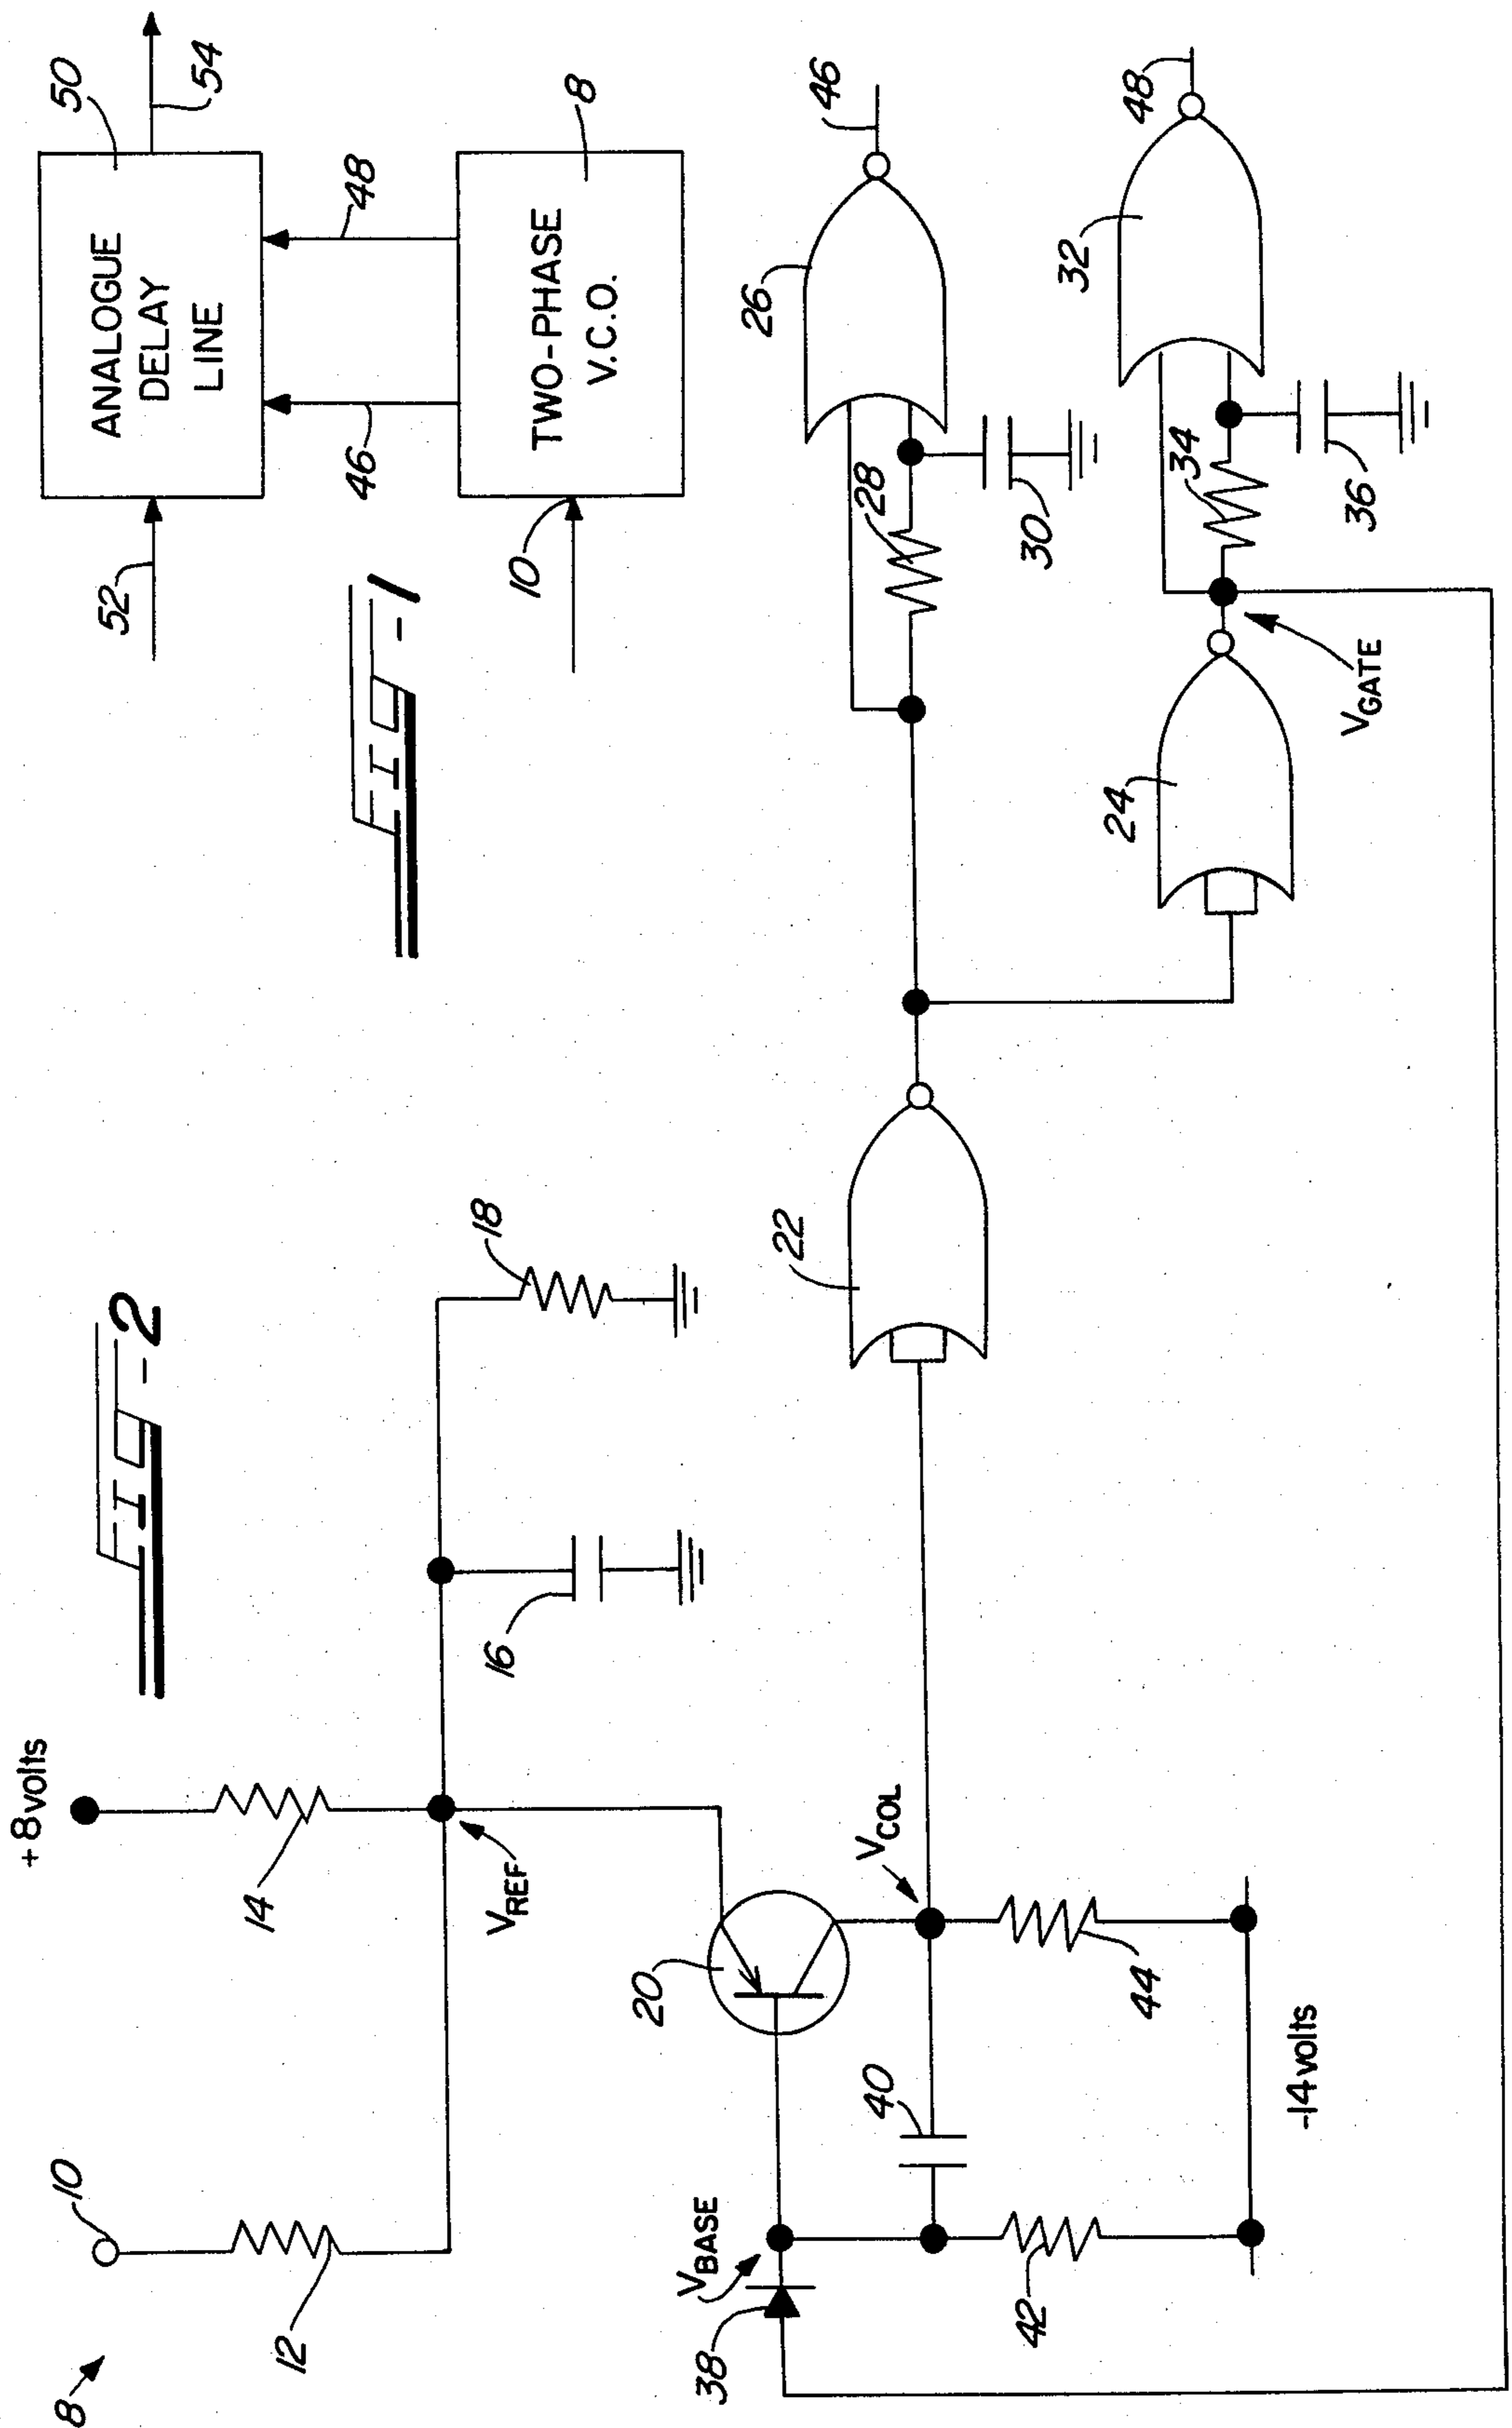 FIG-1
ANALOGUE
DELAY
LINE
50
52
54
46
48
TWO-PHASE
V.C.O.
8
10
FIG-2
8
10
12
+8volts
14
VREF
16
18
20
VCOL
VBASE
38
40
42
44
-14volts
22
24
VGATE
26
28
30
46
32
34
36
48